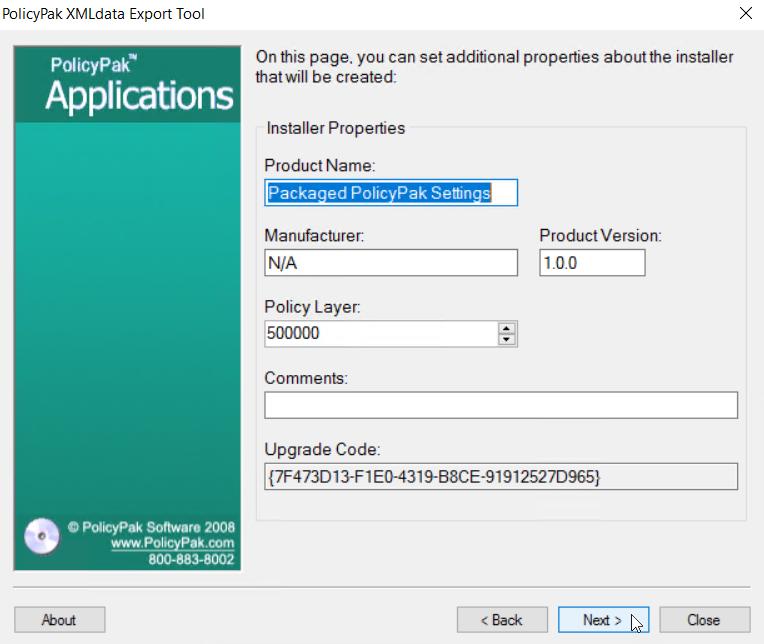 PolicyPak XMLdata Export Tool
PolicyPak™
Applications
On this page, you can set additional properties about the installer
that will be created:
Installer Properties
Product Name:
Packaged PolicyPak Settings
Manufacturer:
Product Version:
N/A
1.0.0
Policy Layer:
500000
Comments:
Upgrade Code:
{7F473D13-F1E0-4319-B8CE-91912527D965}
© PolicyPak Software 2008
www.PolicyPak.com
800-883-8002
About
< Back
Next >
Close